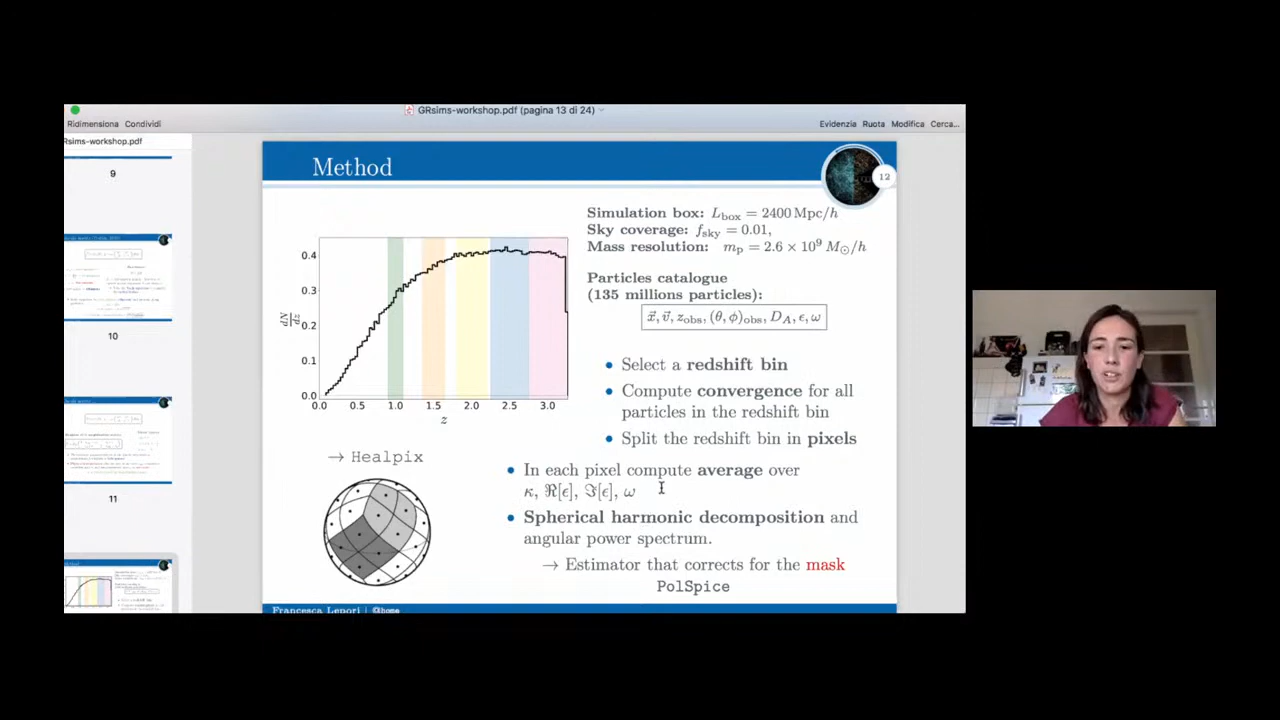 GRsims-workshop.pdf (pagina 13 di 24)
Ridimensiona Condividi
Evidenzia Ruota Modifica Cerca...
Rsims-workshop.pdf
9
10
11
Method
12
Simulation box: L_box = 2400 Mpc/h
Sky coverage: f_sky = 0.01,
Mass resolution: m_p = 2.6 × 10⁹ M_⊙/h
Particles catalogue
(135 millions particles):
x⃗, v⃗, z_obs, (θ, ϕ)_obs, D_A, ϵ, ω
dN/dz
0.4
0.3
0.2
0.1
0.0
0.0 0.5 1.0 1.5 2.0 2.5 3.0
z
• Select a redshift bin
• Compute convergence for all
particles in the redshift bin
• Split the redshift bin in pixels
→ Healpix
• In each pixel compute average over
κ, ℜ[ϵ], ℑ[ϵ], ω
• Spherical harmonic decomposition and
angular power spectrum.
→ Estimator that corrects for the mask
PolSpice
Francesca Lepori | @home